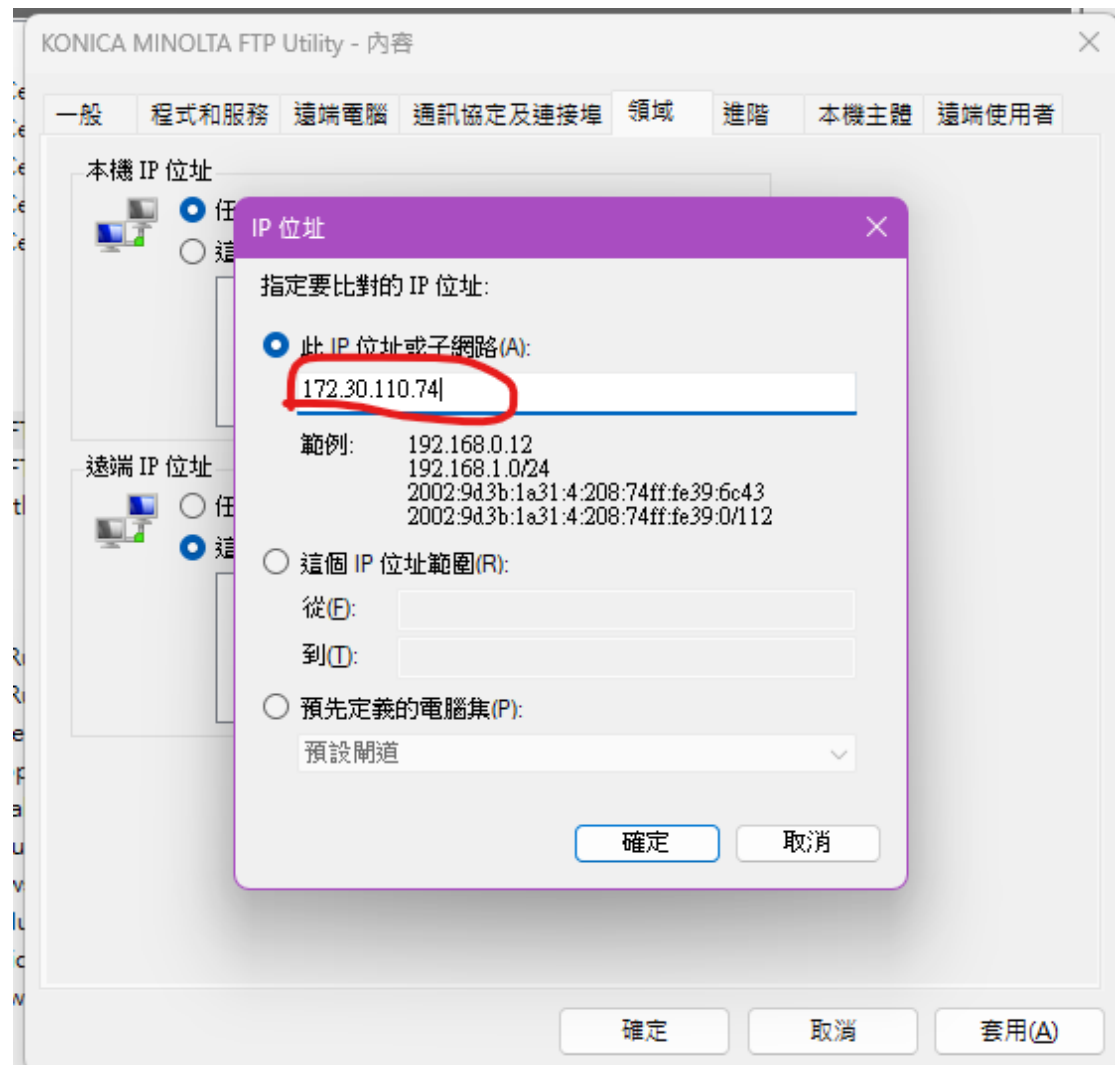 KONICA MINOLTA FTP Utility - 內容
一般 程式和服務 遠端電腦 通訊協定及連接埠 領域 進階 本機主體 遠端使用者
本機 IP 位址
任
這
IP 位址
指定要比對的 IP 位址:
此 IP 位址或子網路(A):
172.30.110.74
範例: 192.168.0.12
192.168.1.0/24
2002:9d3b:1a31:4:208:74ff:fe39:6c43
2002:9d3b:1a31:4:208:74ff:fe39:0/112
遠端 IP 位址
任
這
這個 IP 位址範圍(R):
從(F):
到(T):
預先定義的電腦集(P):
預設閘道
確定 取消
確定 取消 套用(A)